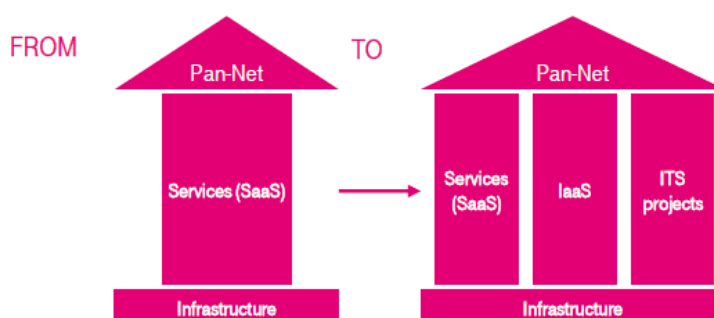 FROM
TO
Pan-Net
Pan-Net
Services (SaaS)
Services
(SaaS)
IaaS
ITS
projects
Infrastructure
Infrastructure